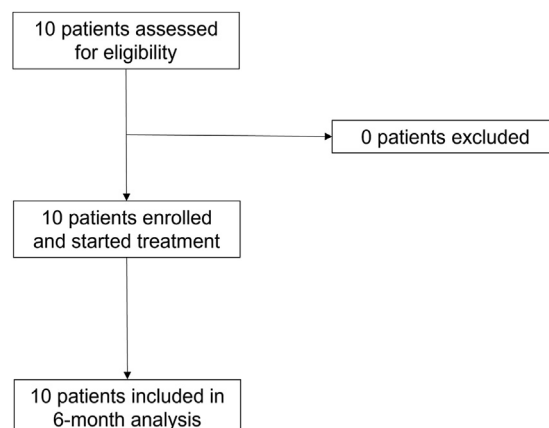 10 patients assessed
for eligibility
0 patients excluded
10 patients enrolled
and started treatment
10 patients included in
6-month analysis